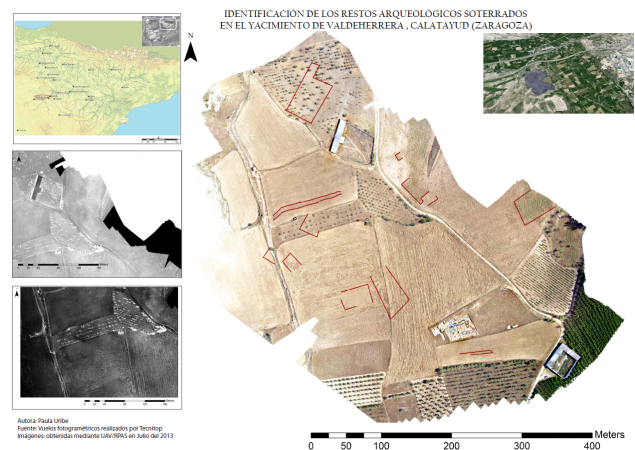 IDENTIFICACIÓN DE LOS RESTOS ARQUEOLÓGICOS SOTERRADOS
EN EL YACIMIENTO DE VALDEHERRERA , CALATAYUD (ZARAGOZA)
N
Autora: Paula Uribe
Fuente: Vuelos fotogramétricos realizados por Tecnitop
Imágenes: obtenidas mediante UAV/RPAS en Julio del 2013
Meters
0 50 100 200 300 400